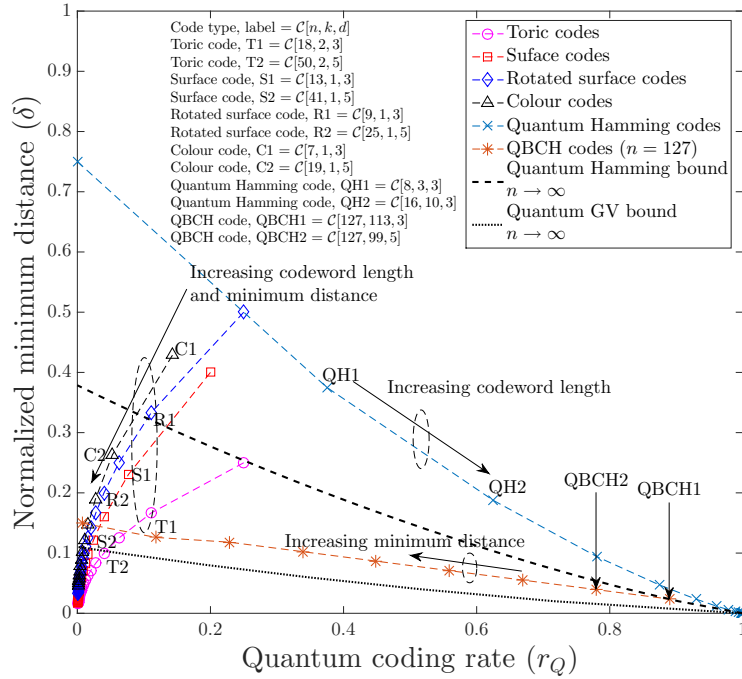 Code type, label = C[n, k, d]
Toric code, T1 = C[18, 2, 3]
Toric code, T2 = C[50, 2, 5]
Surface code, S1 = C[13, 1, 3]
Surface code, S2 = C[41, 1, 5]
Rotated surface code, R1 = C[9, 1, 3]
Rotated surface code, R2 = C[25, 1, 5]
Colour code, C1 = C[7, 1, 3]
Colour code, C2 = C[19, 1, 5]
Quantum Hamming code, QH1 = C[8, 3, 3]
Quantum Hamming code, QH2 = C[16, 10, 3]
QBCH code, QBCH1 = C[127, 113, 3]
QBCH code, QBCH2 = C[127, 99, 5]
Toric codes
Suface codes
Rotated surface codes
Colour codes
Quantum Hamming codes
QBCH codes (n = 127)
Quantum Hamming bound
n → ∞
Quantum GV bound
n → ∞
Increasing codeword length
and minimum distance
C1
QH1
Increasing codeword length
R1
C2
S1
QH2
QBCH2
QBCH1
R2
T1
S2
T2
Increasing minimum distance
1
0.9
0.8
0.7
0.6
0.5
0.4
0.3
0.2
0.1
0
0
0.2
0.4
0.6
0.8
1
Normalized minimum distance (δ)
Quantum coding rate (r_Q)